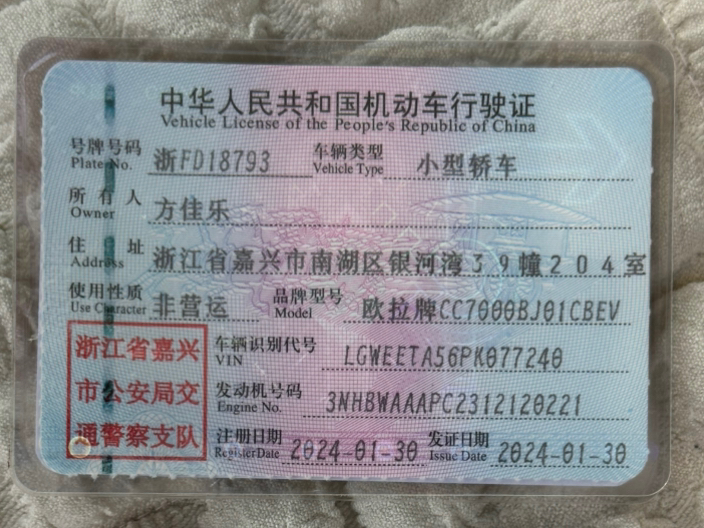 中华人民共和国机动车行驶证
Vehicle License of the People's Republic of China
号牌号码 浙FD18793 车辆类型 小型轿车
Plate No. Vehicle Type
所有人 方佳乐
Owner
住址 浙江省嘉兴市南湖区银河湾39幢204室
Address
使用性质 非营运 品牌型号 欧拉牌CC7000BJ01CBEV
Use Character Model
浙江省嘉兴
市公安局交
通警察支队
车辆识别代号 LGWEETA56PK077240
VIN
发动机号码 3NHBWAAAPC2312120221
Engine No.
注册日期 2024-01-30 发证日期 2024-01-30
Register Date Issue Date